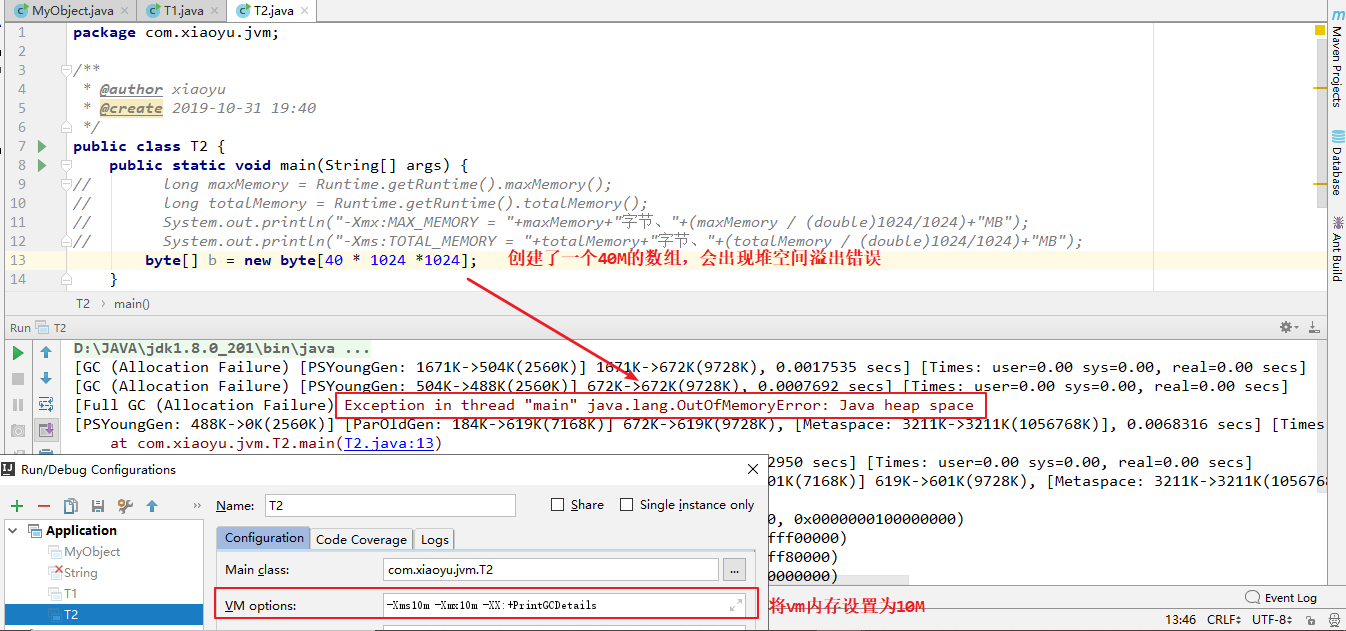 MyObject.java × T1.java × T2.java ×
1 package com.xiaoyu.jvm;
2
3 /**
4 * @author xiaoyu
5 * @create 2019-10-31 19:40
6 */
7 public class T2 {
8 public static void main(String[] args) {
9 // long maxMemory = Runtime.getRuntime().maxMemory();
10 // long totalMemory = Runtime.getRuntime().totalMemory();
11 // System.out.println("-Xmx:MAX_MEMORY = "+maxMemory+"字节、"+(maxMemory / (double)1024/1024)+"MB");
12 // System.out.println("-Xms:TOTAL_MEMORY = "+totalMemory+"字节、"+(totalMemory / (double)1024/1024)+"MB");
13 byte[] b = new byte[40 * 1024 *1024]; 创建了一个40M的数组，会出现堆空间溢出错误
14 }
T2 › main()
Maven Projects
Database
Ant Build
Run T2
D:\JAVA\jdk1.8.0_201\bin\java ...
[GC (Allocation Failure) [PSYoungGen: 1671K->504K(2560K)] 1671K->672K(9728K), 0.0017535 secs] [Times: user=0.00 sys=0.00, real=0.00 secs]
[GC (Allocation Failure) [PSYoungGen: 504K->488K(2560K)] 672K->672K(9728K), 0.0007692 secs] [Times: user=0.00 sys=0.00, real=0.00 secs]
[Full GC (Allocation Failure) Exception in thread "main" java.lang.OutOfMemoryError: Java heap space
[PSYoungGen: 488K->0K(2560K)] [ParOldGen: 184K->619K(7168K)] 672K->619K(9728K), [Metaspace: 3211K->3211K(1056768K)], 0.0068316 secs] [Times
at com.xiaoyu.jvm.T2.main(T2.java:13)
2950 secs] [Times: user=0.00 sys=0.00, real=0.00 secs]
01K(7168K)] 619K->601K(9728K), [Metaspace: 3211K->3211K(1056768
0, 0x0000000100000000)
fff00000)
ff80000)
0000000)
Run/Debug Configurations
Name: T2 Share Single instance only
Application
MyObject
String
T1
T2
Configuration Code Coverage Logs
Main class: com.xiaoyu.jvm.T2 ...
VM options: -Xms10m -Xmx10m -XX:+PrintGCDetails
将vm内存设置为10M
Event Log
13:46 CRLF UTF-8